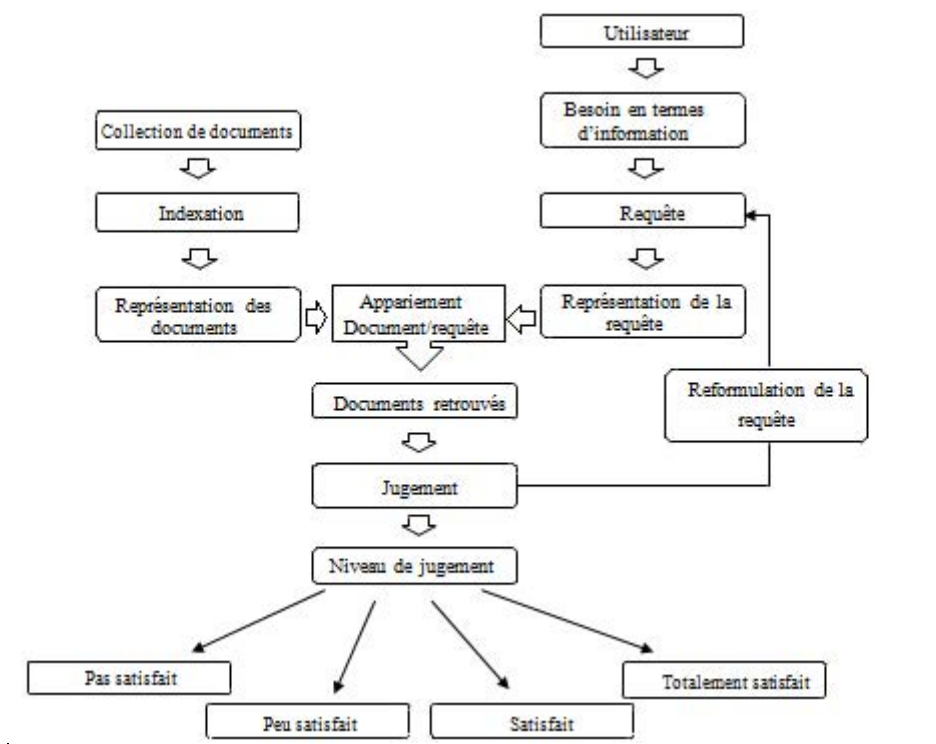 Utilisateur
Besoin en termes
d'information
Collection de documents
Indexation
Requête
Représentation des
documents
Appariement
Document/requête
Représentation de la
requête
Reformulation de la
requête
Documents retrouvés
Jugement
Niveau de jugement
Pas satisfait
Peu satisfait
Satisfait
Totalement satisfait